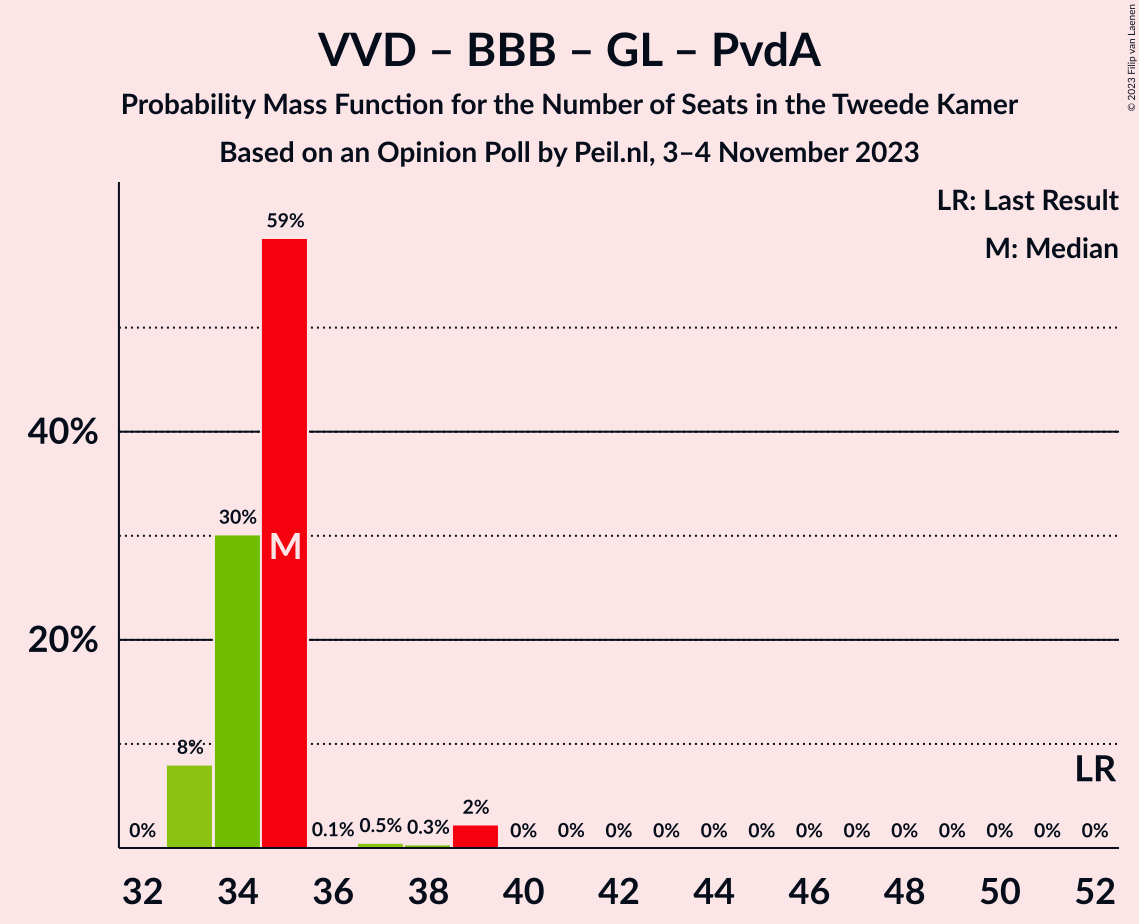 VVD – BBB – GL – PvdA
Probability Mass Function for the Number of Seats in the Tweede Kamer
Based on an Opinion Poll by Peil.nl, 3–4 November 2023
© 2023 Filip van Laenen
LR: Last Result
M: Median
59%
40%
30%
M
20%
8%
LR
0% 0.1% 0.5% 0.3% 2% 0% 0% 0% 0% 0% 0% 0% 0% 0% 0% 0% 0% 0%
32 34 36 38 40 42 44 46 48 50 52